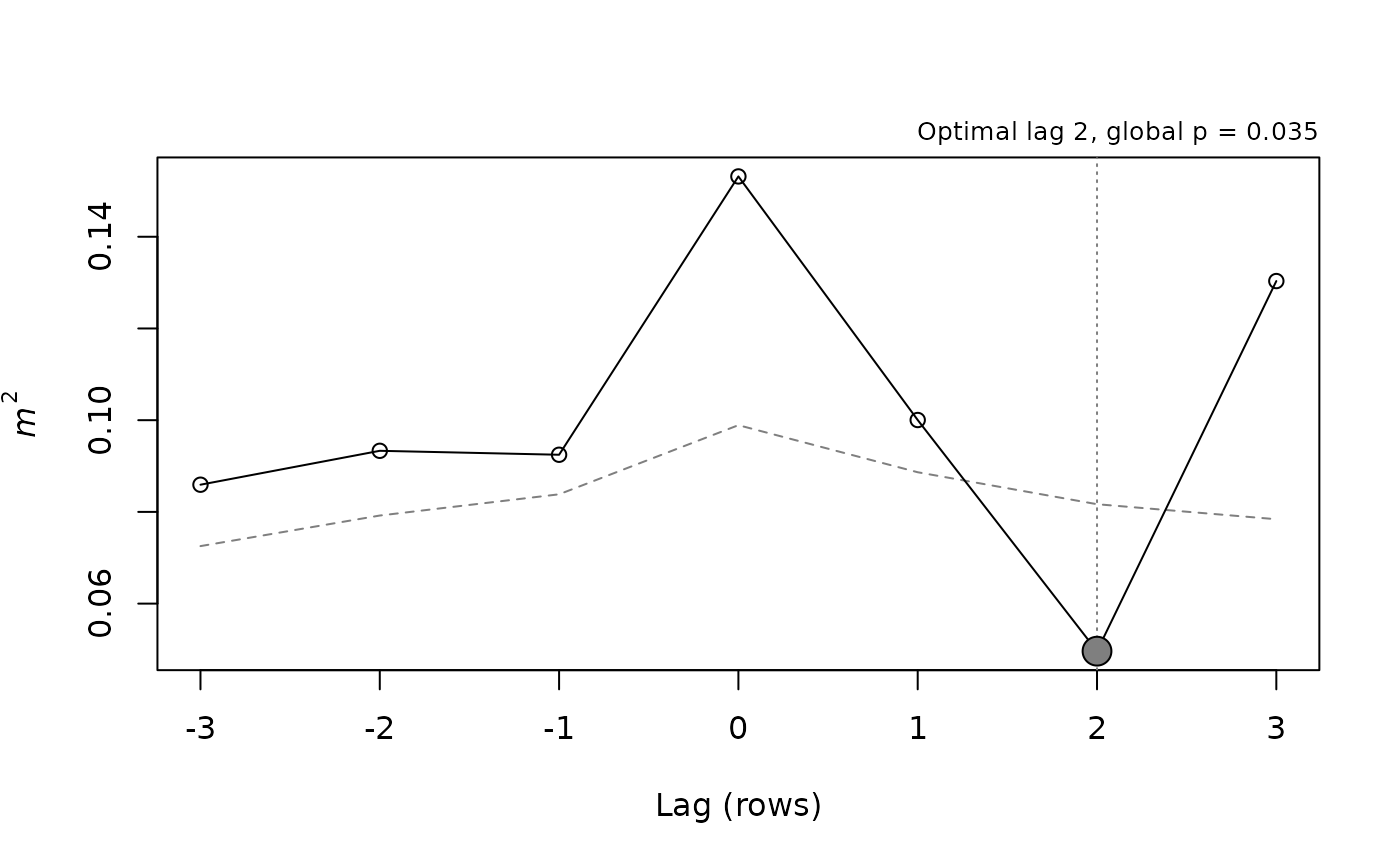 Optimal lag 2, global p = 0.035
0.14
0.10
0.06
m²
-3 -2 -1 0 1 2 3
Lag (rows)